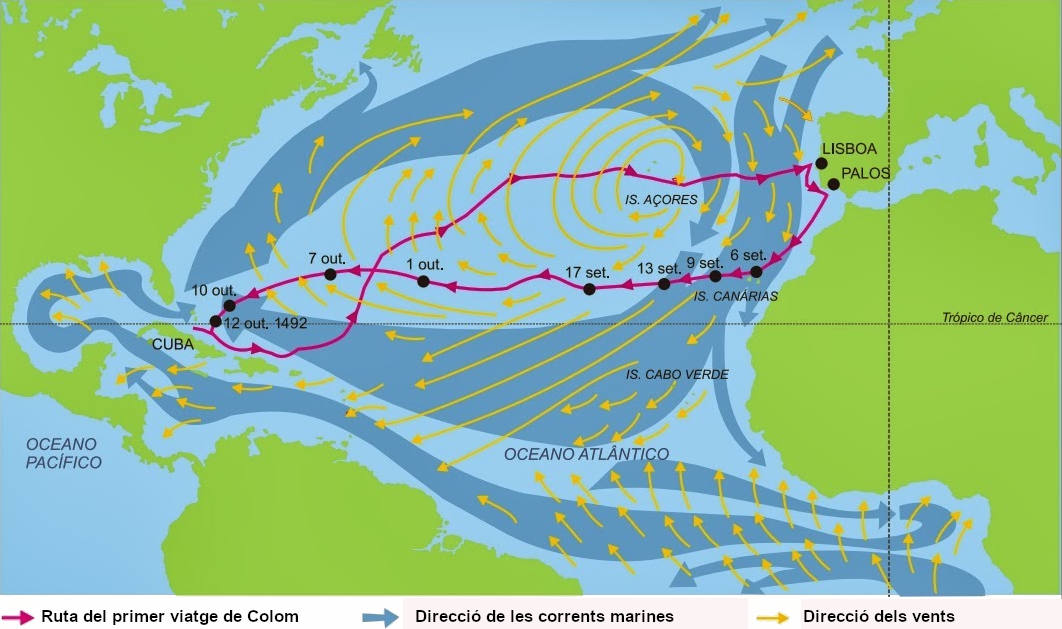 LISBOA
PALOS
IS. AÇORES
6 set.
9 set.
13 set.
17 set.
1 out.
7 out.
10 out.
IS. CANÁRIAS
12 out. 1492
Trópico de Câncer
CUBA
IS. CABO VERDE
OCEANO
PACÍFICO
OCEANO ATLÂNTICO
Ruta del primer viatge de Colom
Direcció de les corrents marines
Direcció dels vents